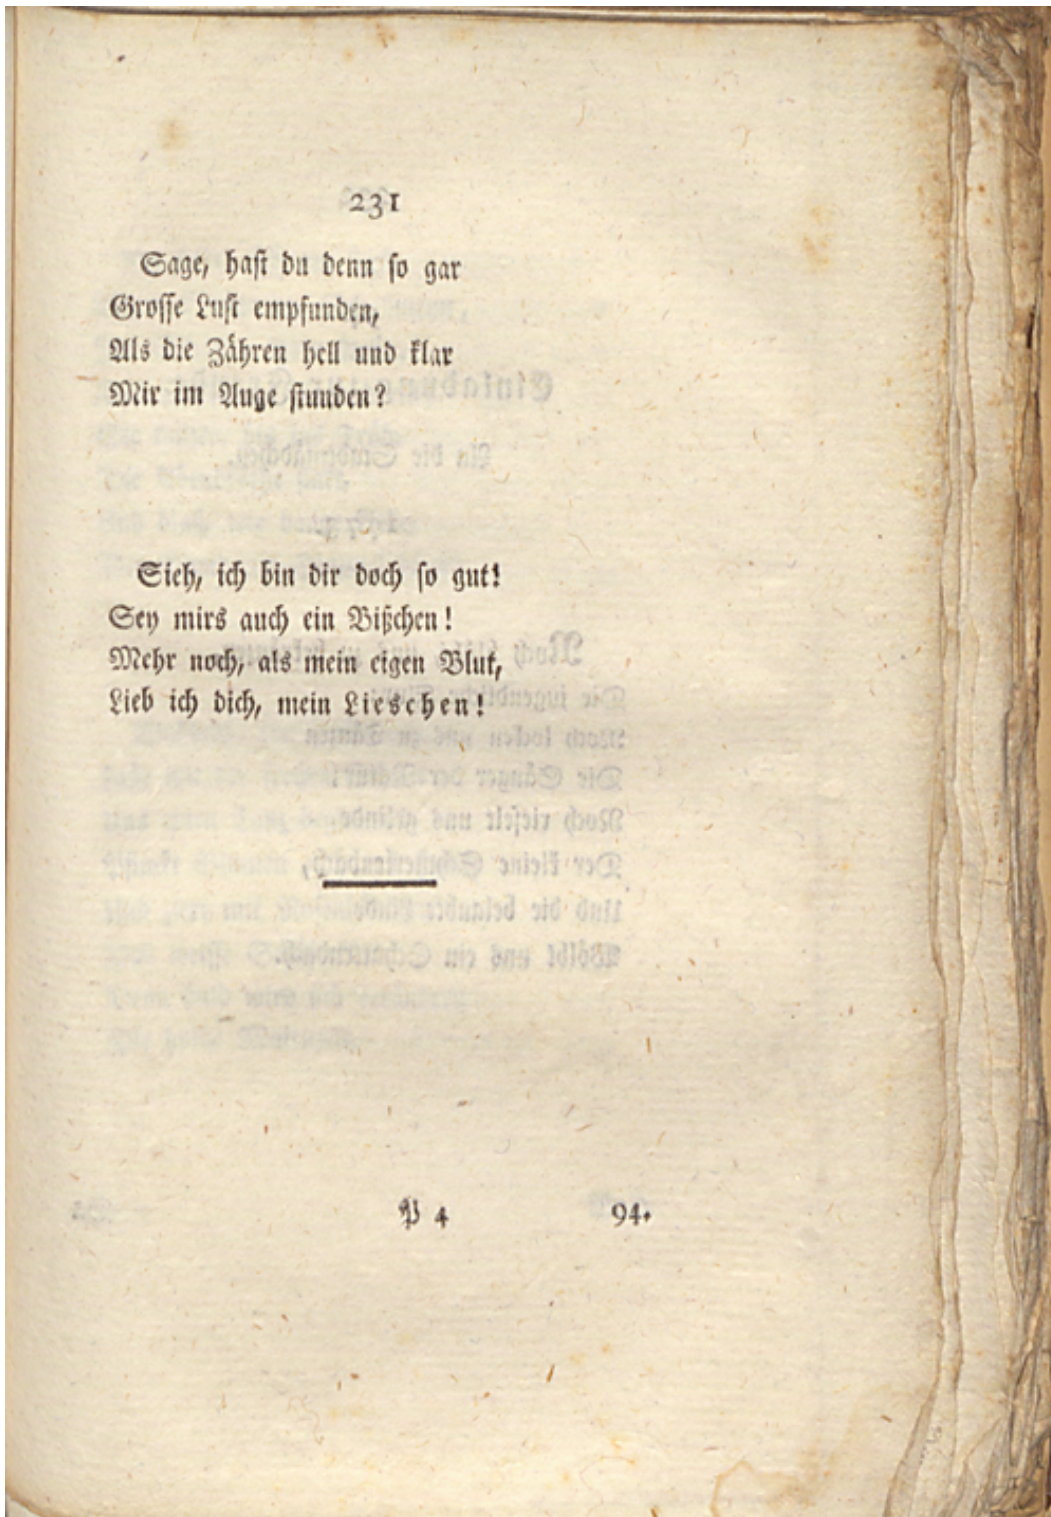 231
Sage, hast du denn so gar
Grosse Lust empfunden,
Als die Zähren hell und klar
Mir im Auge stunden?
Sieh, ich bin dir doch so gut!
Sey mirs auch ein Bißchen!
Mehr noch, als mein eigen Blut,
Lieb ich dich, mein Lieschen!
P 4 94.